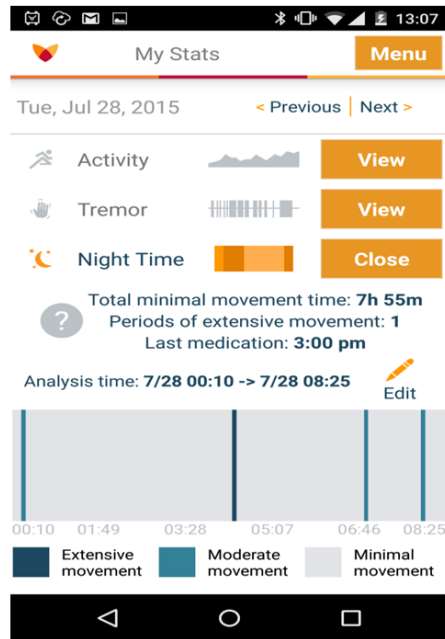 13:07
My Stats
Menu
Tue, Jul 28, 2015
< Previous | Next >
Activity
View
Tremor
View
Night Time
Close
?
Total minimal movement time: 7h 55m
Periods of extensive movement: 1
Last medication: 3:00 pm
Analysis time: 7/28 00:10 -> 7/28 08:25
Edit
00:10 01:49 03:28 05:07 06:46 08:25
Extensive
movement
Moderate
movement
Minimal
movement